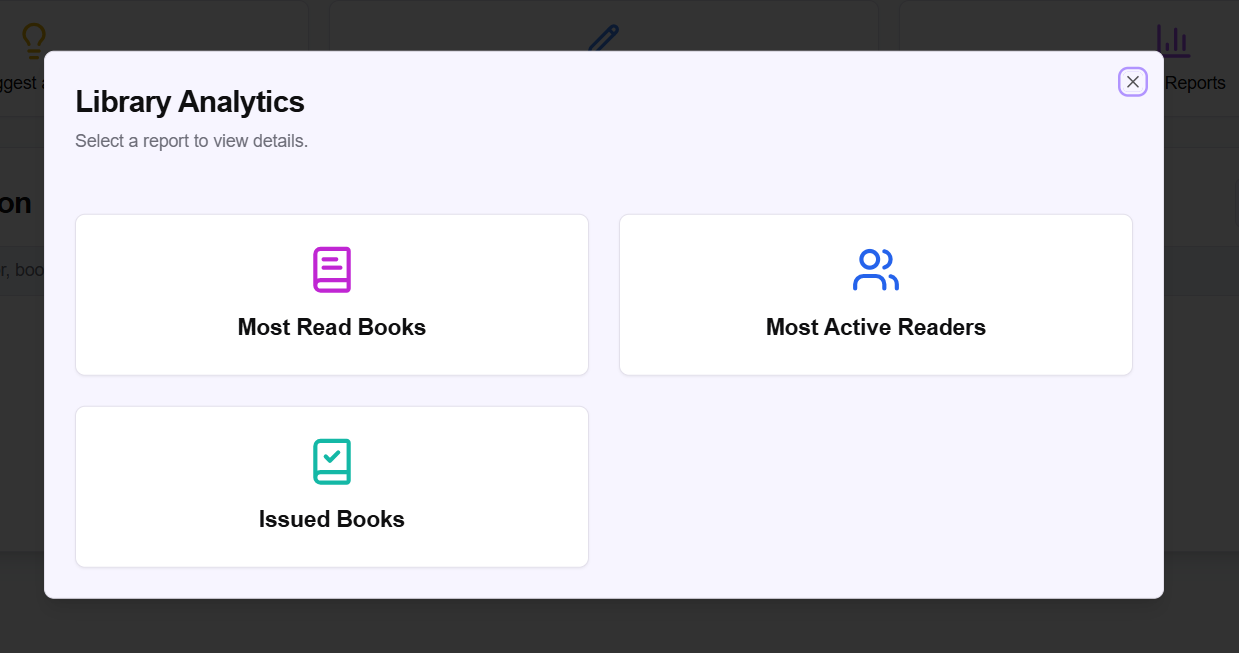 ggest
Reports
Library Analytics
Select a report to view details.
on
r, boo
Most Read Books
Most Active Readers
Issued Books